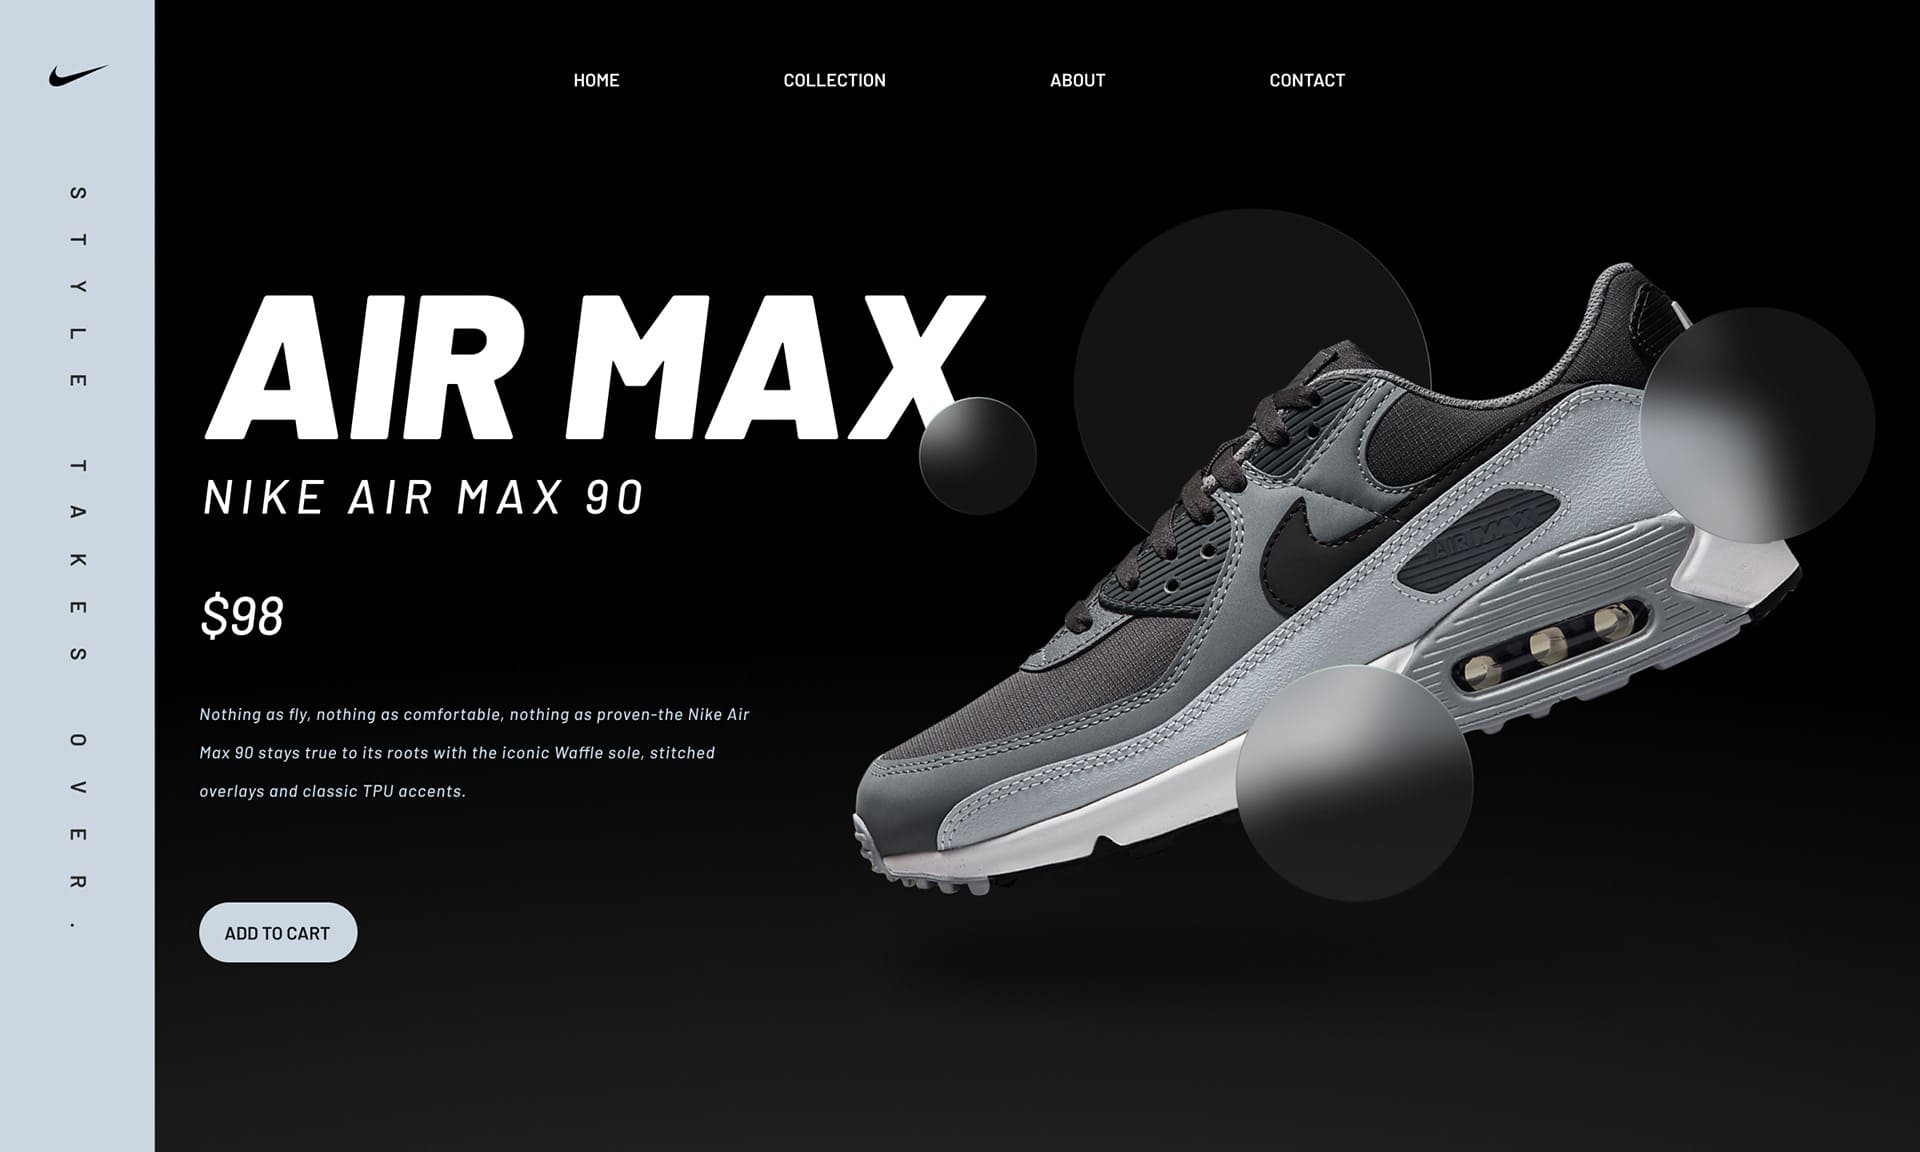 HOME
COLLECTION
ABOUT
CONTACT
STYLE TAKES OVER.
AIR MAX
NIKE AIR MAX 90
$98
Nothing as fly, nothing as comfortable, nothing as proven-the Nike Air
Max 90 stays true to its roots with the iconic Waffle sole, stitched
overlays and classic TPU accents.
ADD TO CART
AIR MAX